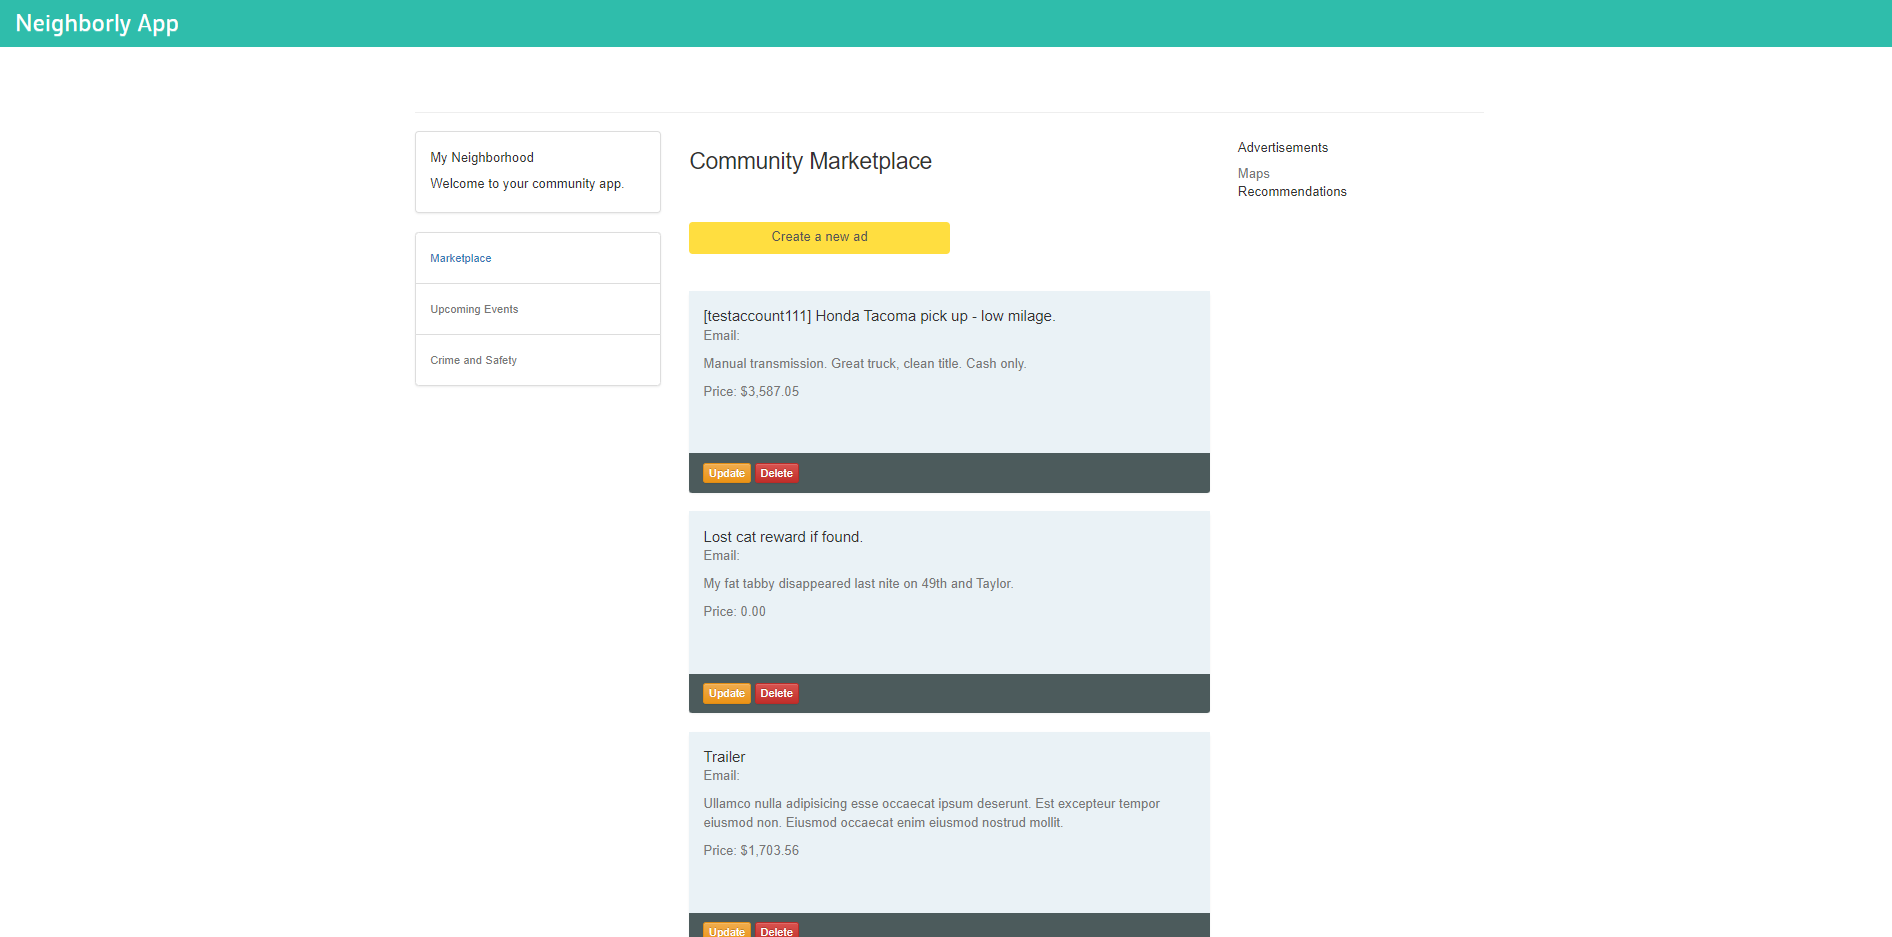 Neighborly App
My Neighborhood
Welcome to your community app.
Marketplace
Upcoming Events
Crime and Safety
Community Marketplace
Create a new ad
[testaccount111] Honda Tacoma pick up - low milage.
Email:
Manual transmission. Great truck, clean title. Cash only.
Price: $3,587.05
Update Delete
Lost cat reward if found.
Email:
My fat tabby disappeared last nite on 49th and Taylor.
Price: 0.00
Update Delete
Trailer
Email:
Ullamco nulla adipisicing esse occaecat ipsum deserunt. Est excepteur tempor
eiusmod non. Eiusmod occaecat enim eiusmod nostrud mollit.
Price: $1,703.56
Update Delete
Advertisements
Maps
Recommendations